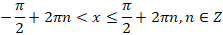 -π/2 + 2πn < x ≤ π/2 + 2πn, n ∈ Z